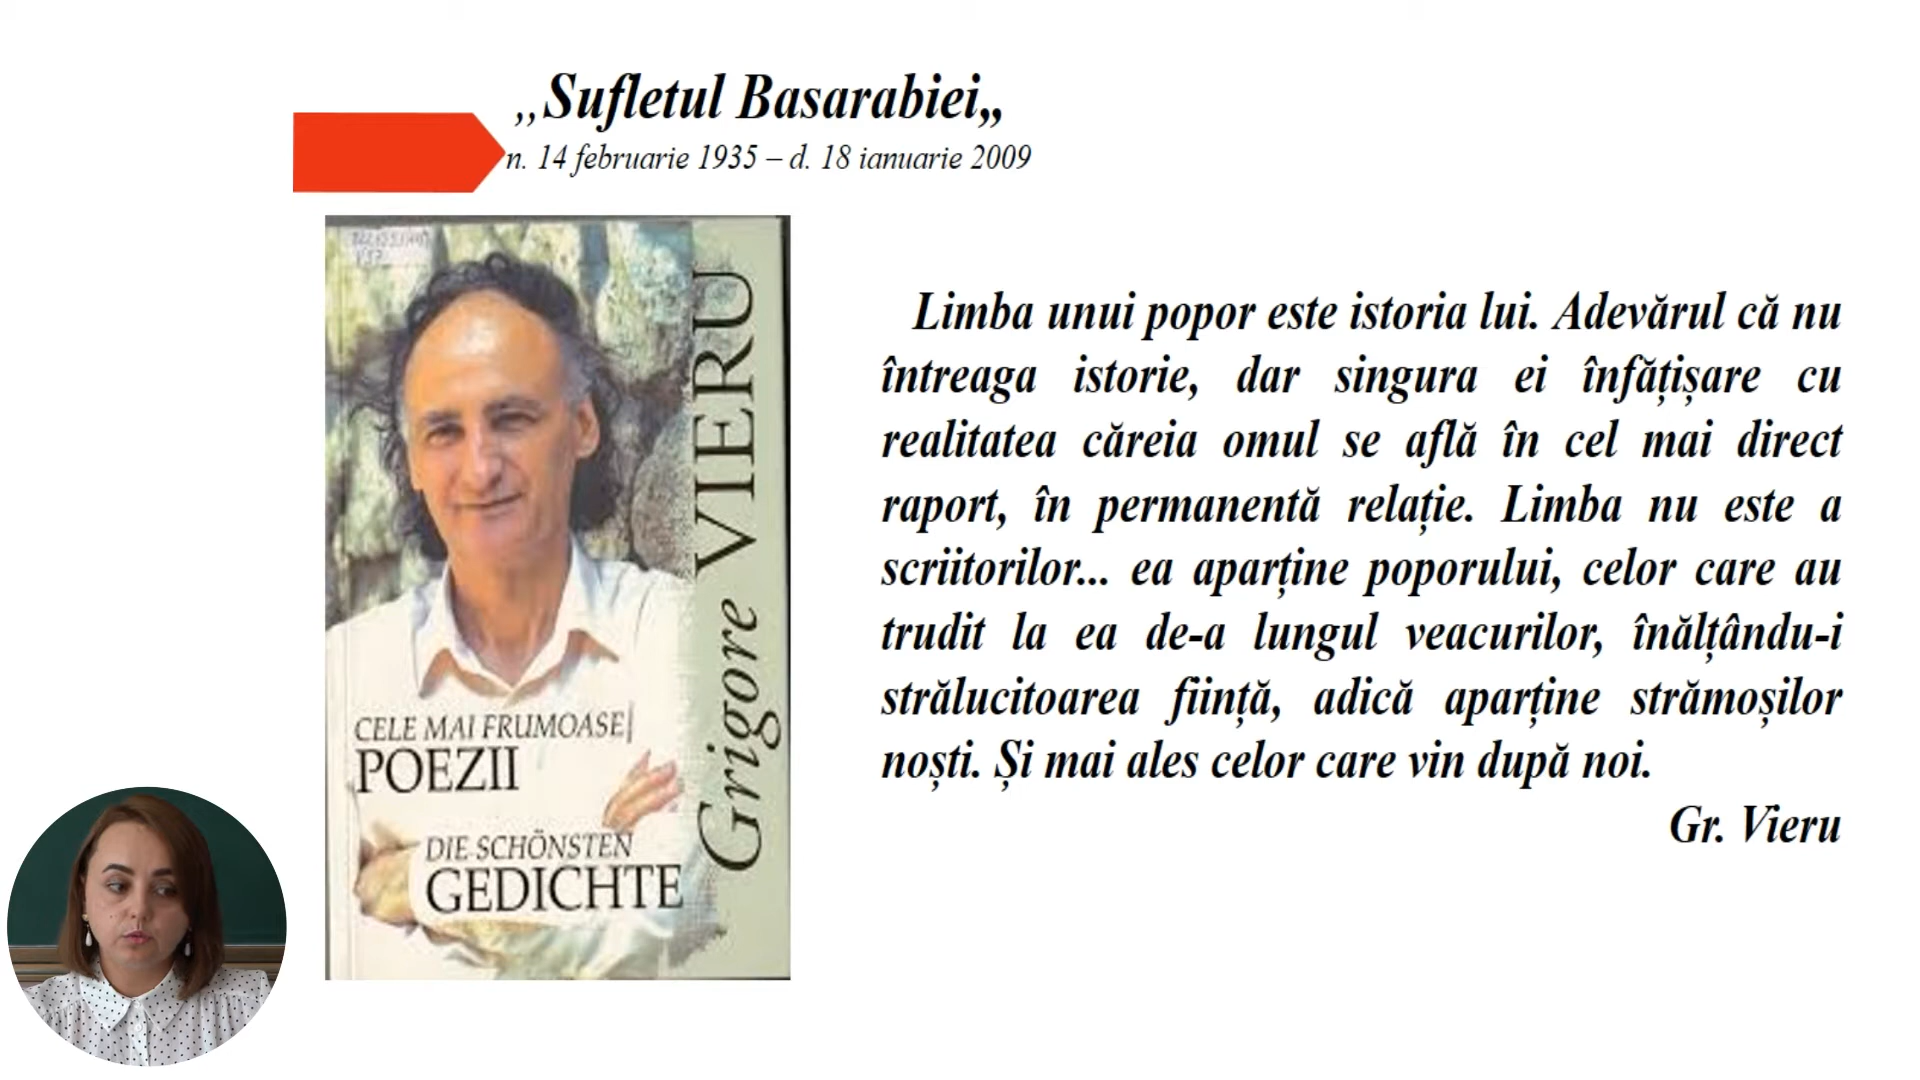 ,,Sufletul Basarabiei,,
n. 14 februarie 1935 – d. 18 ianuarie 2009
Grigore VIERU
CELE MAI FRUMOASE
POEZII
DIE SCHÖNSTEN
GEDICHTE
Limba unui popor este istoria lui. Adevărul că nu
întreaga istorie, dar singura ei înfățișare cu
realitatea căreia omul se află în cel mai direct
raport, în permanentă relație. Limba nu este a
scriitorilor... ea aparține poporului, celor care au
trudit la ea de-a lungul veacurilor, înălțându-i
strălucitoarea ființă, adică aparține strămoșilor
noști. Și mai ales celor care vin după noi.
Gr. Vieru